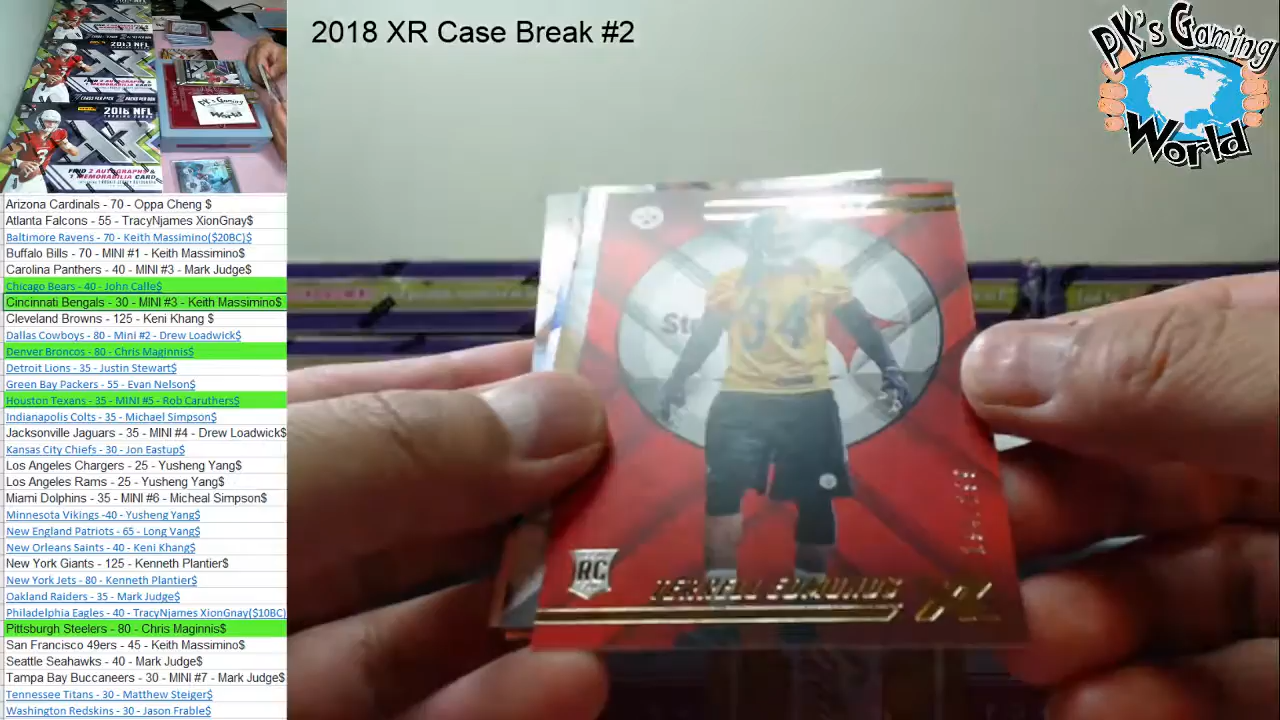 2018 XR Case Break #2
PK's Gaming
World
2018 NFL
PK's Gaming
World
Arizona Cardinals - 70 - Oppa Cheng $
Atlanta Falcons - 55 - TracyNjames XionGnay$
Baltimore Ravens - 70 - Keith Massimino{$20BC}$
Buffalo Bills - 70 - MINI #1 - Keith Massimino$
Carolina Panthers - 40 - MINI #3 - Mark Judge$
Chicago Bears - 40 - John Calle$
Cincinnati Bengals - 30 - MINI #3 - Keith Massimino$
Cleveland Browns - 125 - Keni Khang $
Dallas Cowboys - 80 - Mini #2 - Drew Loadwick$
Denver Broncos - 80 - Chris Maginnis$
Detroit Lions - 35 - Justin Stewart$
Green Bay Packers - 55 - Evan Nelson$
Houston Texans - 35 - MINI #5 - Rob Caruthers$
Indianapolis Colts - 35 - Michael Simpson$
Jacksonville Jaguars - 35 - MINI #4 - Drew Loadwick$
Kansas City Chiefs - 30 - Jon Eastup$
Los Angeles Chargers - 25 - Yusheng Yang$
Los Angeles Rams - 25 - Yusheng Yang$
Miami Dolphins - 35 - MINI #6 - Micheal Simpson$
Minnesota Vikings -40 - Yusheng Yang$
New England Patriots - 65 - Long Vang$
New Orleans Saints - 40 - Keni Khang$
New York Giants - 125 - Kenneth Plantier$
New York Jets - 80 - Kenneth Plantier$
Oakland Raiders - 35 - Mark Judge$
Philadelphia Eagles - 40 - TracyNjames XionGnay{$10BC}
Pittsburgh Steelers - 80 - Chris Maginnis$
San Francisco 49ers - 45 - Keith Massimino$
Seattle Seahawks - 40 - Mark Judge$
Tampa Bay Buccaneers - 30 - MINI #7 - Mark Judge$
Tennessee Titans - 30 - Matthew Steiger$
Washington Redskins - 30 - Jason Frable$
34
RC
TERRELL EDMUNDS